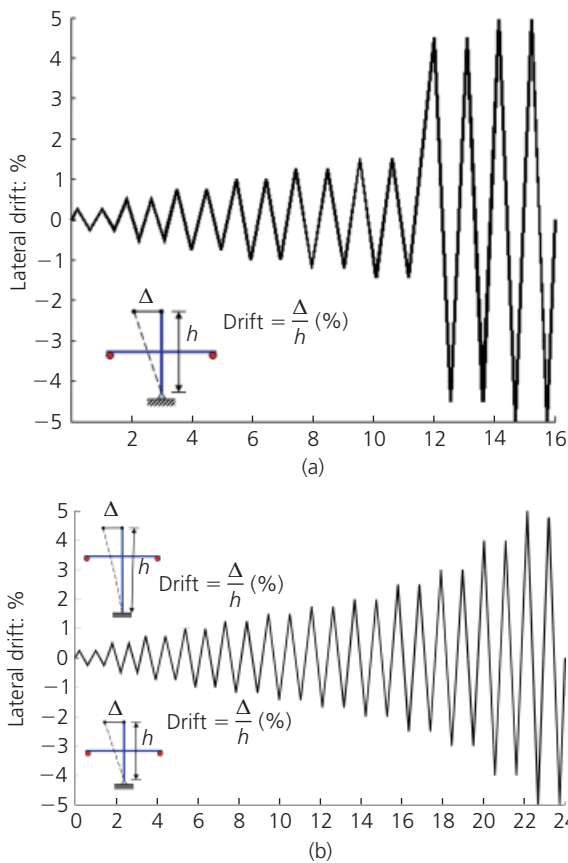 Lateral drift: %
5
4
3
2
1
0
−1
−2
−3
−4
−5
Δ
h
Drift = Δ/h (%)
2 4 6 8 10 12 14 16
(a)
Lateral drift: %
5
4
3
2
1
0
−1
−2
−3
−4
−5
Δ
h
Drift = Δ/h (%)
Δ
h
Drift = Δ/h (%)
0 2 4 6 8 10 12 14 16 18 20 22 24
(b)